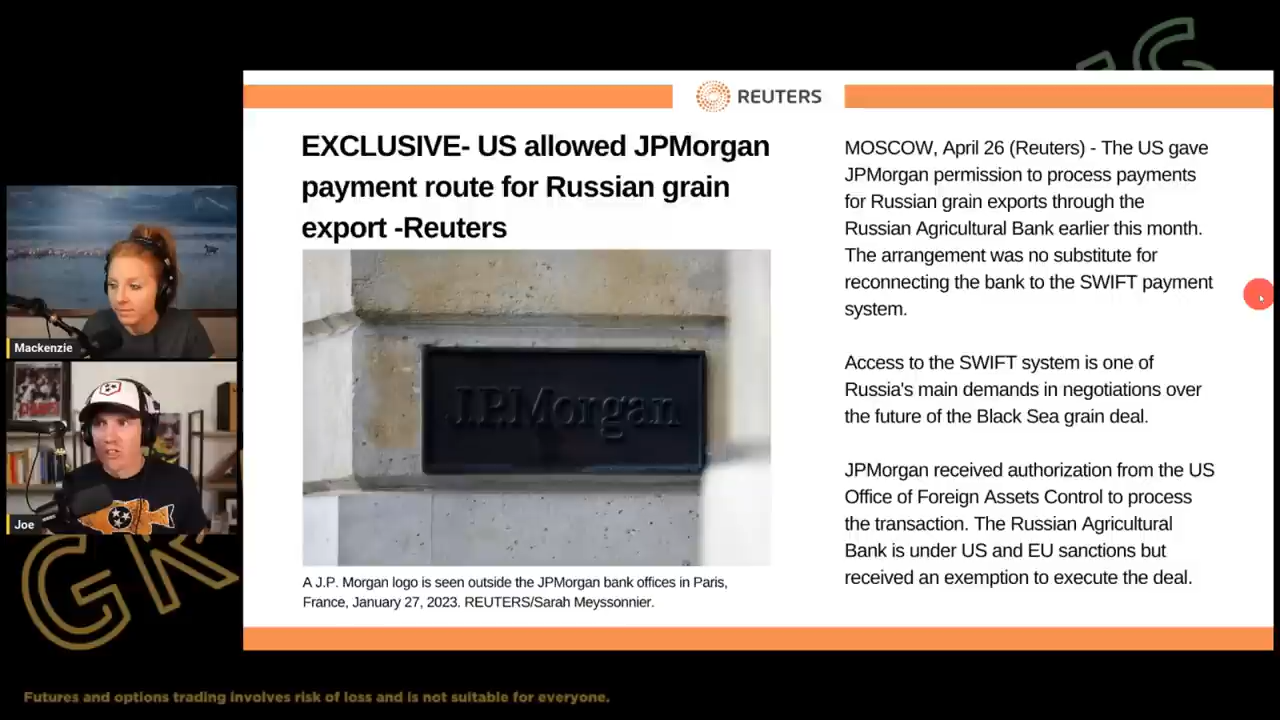 REUTERS
EXCLUSIVE- US allowed JPMorgan
payment route for Russian grain
export -Reuters
J.P.Morgan
A J.P. Morgan logo is seen outside the JPMorgan bank offices in Paris,
France, January 27, 2023. REUTERS/Sarah Meyssonnier.
MOSCOW, April 26 (Reuters) - The US gave
JPMorgan permission to process payments
for Russian grain exports through the
Russian Agricultural Bank earlier this month.
The arrangement was no substitute for
reconnecting the bank to the SWIFT payment
system.
Access to the SWIFT system is one of
Russia's main demands in negotiations over
the future of the Black Sea grain deal.
JPMorgan received authorization from the US
Office of Foreign Assets Control to process
the transaction. The Russian Agricultural
Bank is under US and EU sanctions but
received an exemption to execute the deal.
Mackenzie
Joe
Futures and options trading involves risk of loss and is not suitable for everyone.